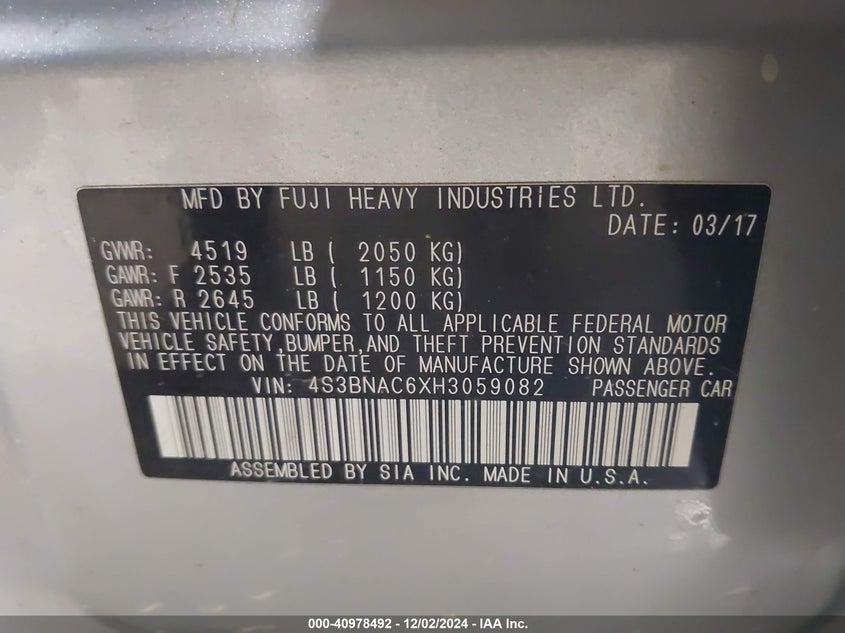 MFD BY FUJI HEAVY INDUSTRIES LTD.
DATE: 03/17
GVWR: 4519 LB ( 2050 KG)
GAWR: F 2535 LB ( 1150 KG)
GAWR: R 2645 LB ( 1200 KG)
THIS VEHICLE CONFORMS TO ALL APPLICABLE FEDERAL MOTOR
VEHICLE SAFETY,BUMPER,AND THEFT PREVENTION STANDARDS
IN EFFECT ON THE DATE OF MANUFACTURE SHOWN ABOVE.
VIN: 4S3BNAC6XH3059082 PASSENGER CAR
ASSEMBLED BY SIA INC. MADE IN U.S.A.
000-40978492 - 12/02/2024 - IAA Inc.